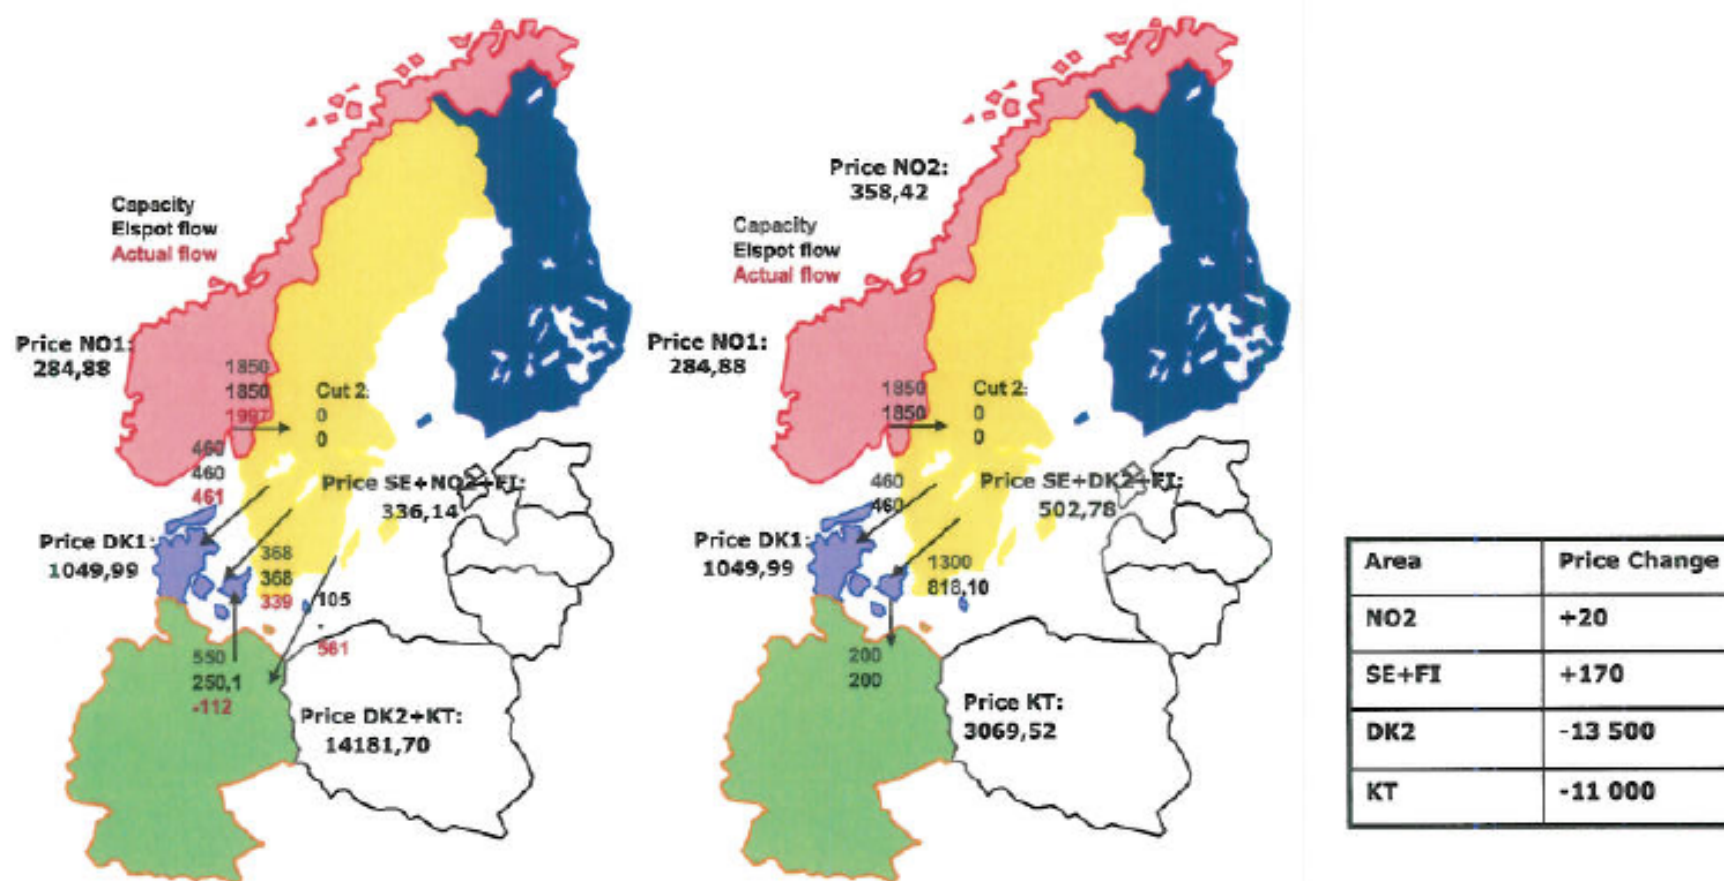 Capacity
Elspot flow
Actual flow
Price NO1:
284,88
1850
1850
1997
Cut 2:
0
0
460
460
461
Price SE+NO2+FI:
336,14
Price DK1:
1049,99
368
368
339
105
-
561
550
250,1
-112
Price DK2+KT:
14181,70
Price NO2:
358,42
Capacity
Elspot flow
Actual flow
Price NO1:
284,88
1850
1850
Cut 2:
0
0
460
460
Price SE+DK2+FI:
502,78
Price DK1:
1049,99
1300
818,10
200
200
Price KT:
3069,52
Area Price Change
NO2 +20
SE+FI +170
DK2 -13 500
KT -11 000